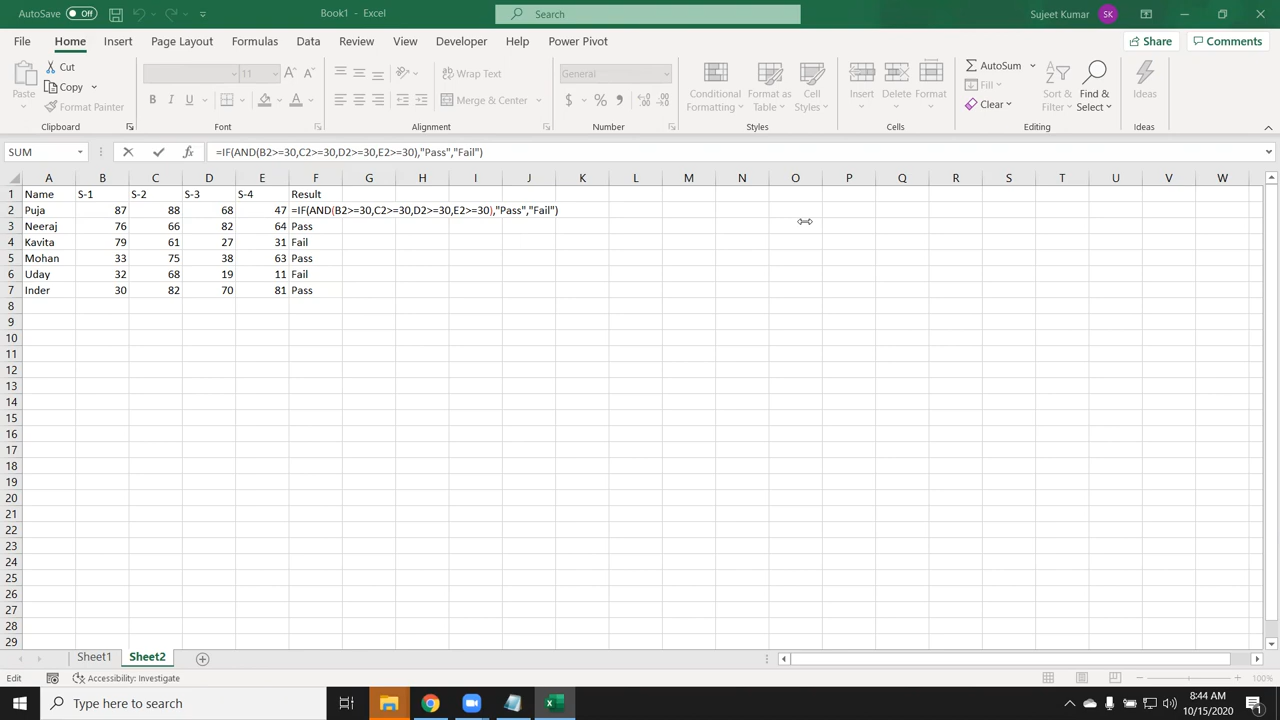 AutoSave Off Book1 - Excel Search Sujeet Kumar SK
File Home Insert Page Layout Formulas Data Review View Developer Help Power Pivot Share Comments
Paste Cut Copy Format Painter
Clipboard
11
B I U A
Font
Wrap Text
Merge & Center
Alignment
General
$ % 9
Number
Conditional Formatting Format as Table Cell Styles
Styles
Insert Delete Format
Cells
AutoSum Fill Clear Sort & Filter Find & Select
Editing
Ideas
Ideas
SUM fx =IF(AND(B2>=30,C2>=30,D2>=30,E2>=30),"Pass","Fail")
A B C D E F G H I J K L M N O P Q R S T U V W
1 Name S-1 S-2 S-3 S-4 Result
2 Puja 87 88 68 47 =IF(AND(B2>=30,C2>=30,D2>=30,E2>=30),"Pass","Fail")
3 Neeraj 76 66 82 64 Pass
4 Kavita 79 61 27 31 Fail
5 Mohan 33 75 38 63 Pass
6 Uday 32 68 19 11 Fail
7 Inder 30 82 70 81 Pass
8
9
10
11
12
13
14
15
16
17
18
19
20
21
22
23
24
25
26
27
28
29
Sheet1 Sheet2
Edit Accessibility: Investigate 100%
Type here to search 8:44 AM
10/15/2020